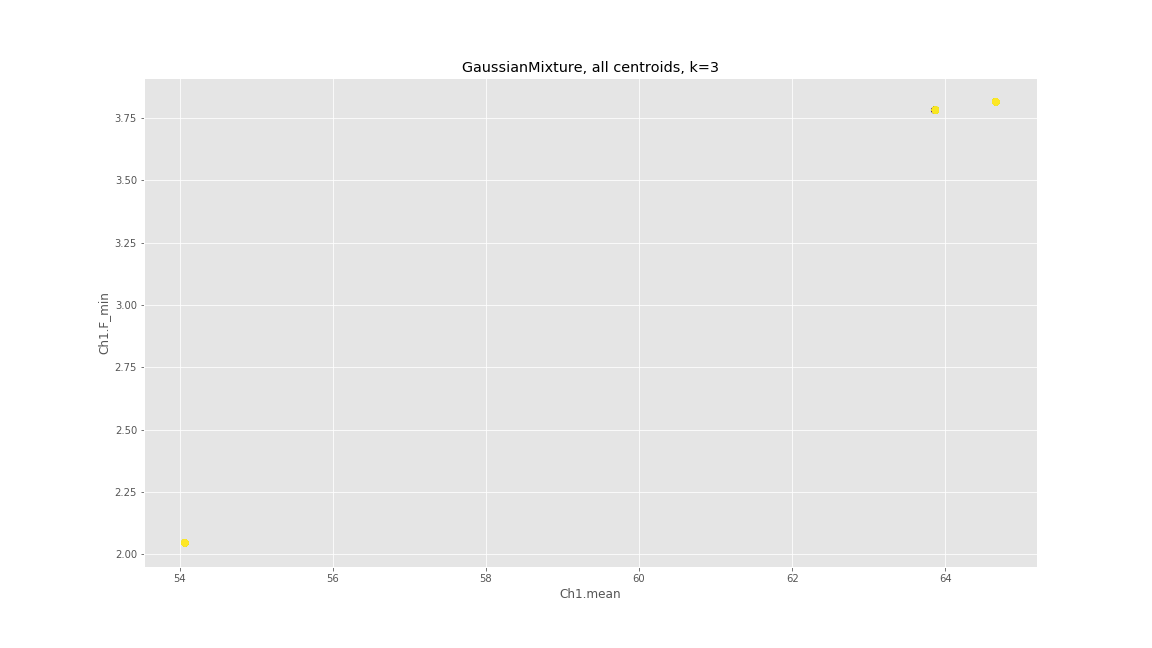 GaussianMixture, all centroids, k=3
3.75
3.50
3.25
3.00
2.75
2.50
2.25
2.00
Ch1.F_min
54 56 58 60 62 64
Ch1.mean